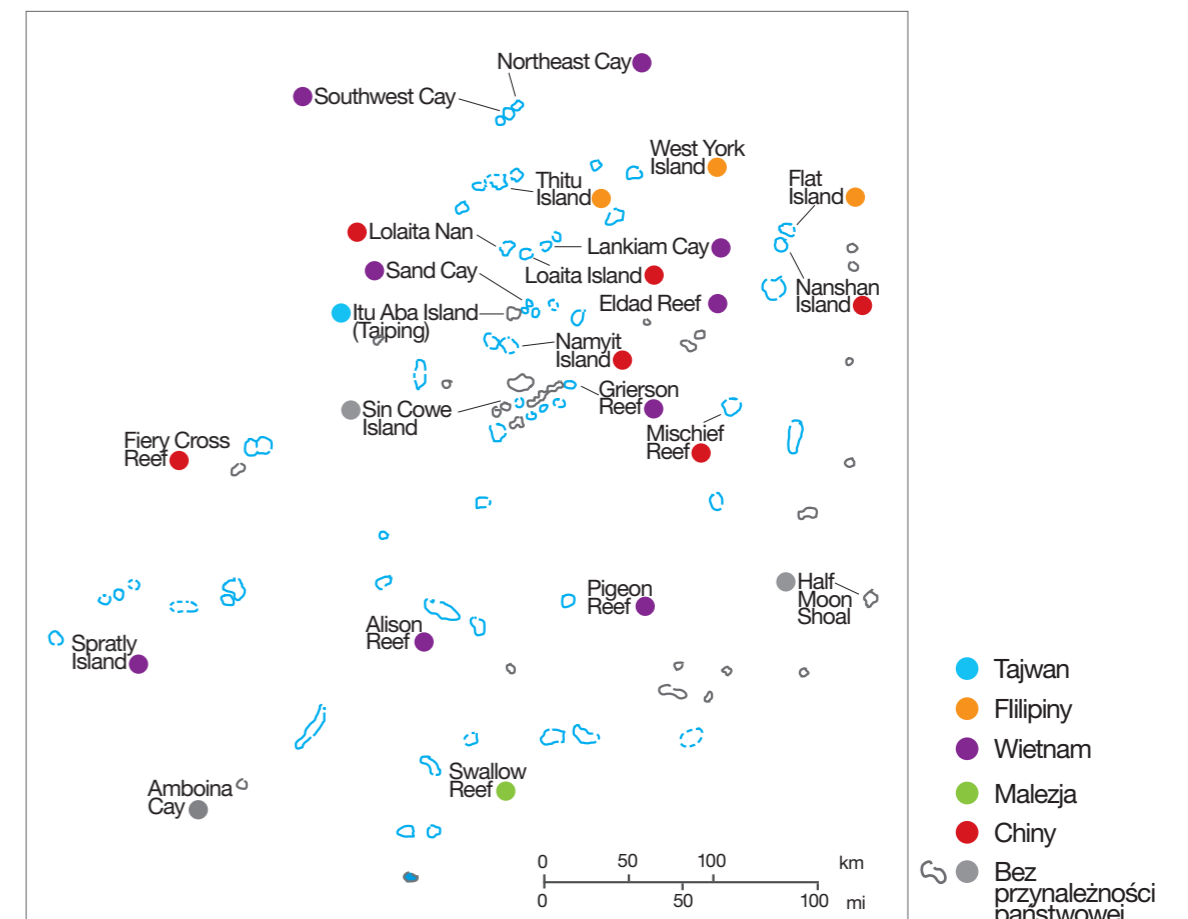 Northeast Cay
Southwest Cay
West York
Island
Thitu
Island
Flat
Island
Lolaita Nan
Lankiam Cay
Sand Cay
Loaita Island
Nanshan
Island
Eldad Reef
Itu Aba Island
(Taiping)
Namyit
Island
Grierson
Reef
Sin Cowe
Island
Mischief
Reef
Fiery Cross
Reef
Pigeon
Reef
Half
Moon
Shoal
Alison
Reef
Spratly
Island
Swallow
Reef
Amboina
Cay
0 50 100 km
0 50 100 mi
Tajwan
Flilipiny
Wietnam
Malezja
Chiny
Bez
przynależności
państwowej